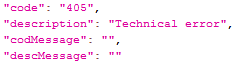 "code": "405",
"description": "Technical error",
"codMessage": "",
"descMessage": ""